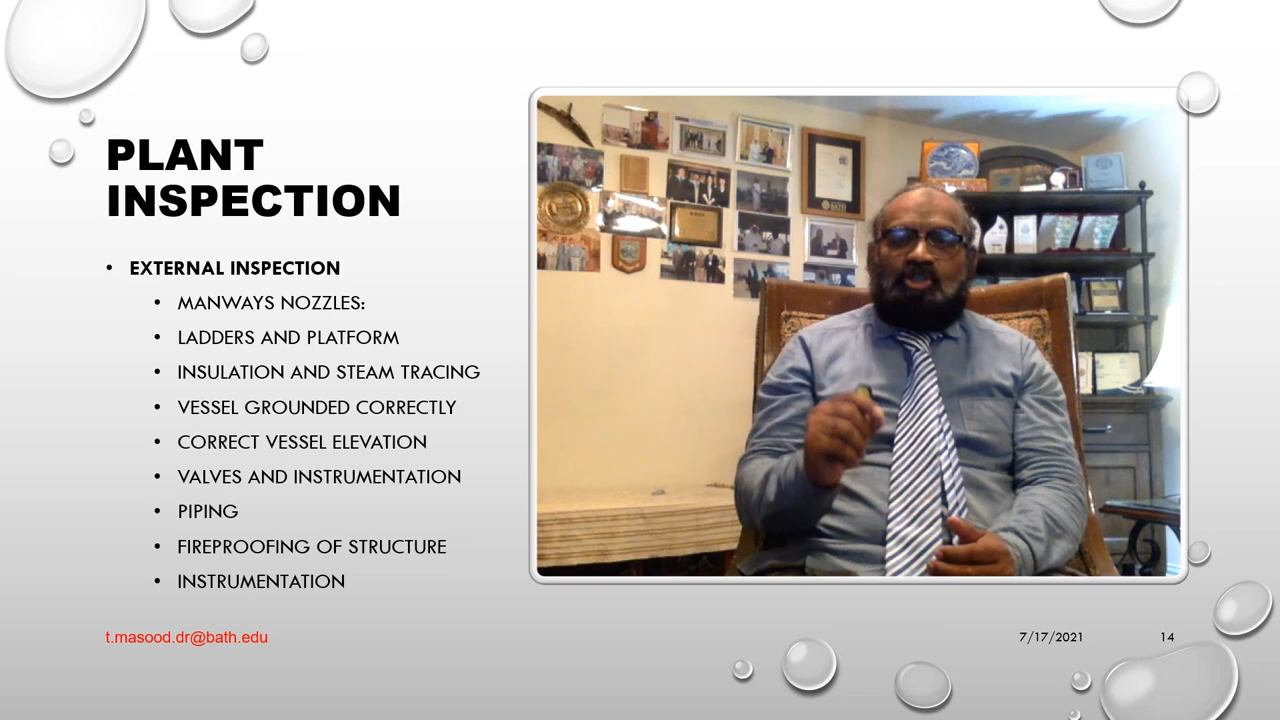 PLANT
INSPECTION
• EXTERNAL INSPECTION
• MANWAYS NOZZLES:
• LADDERS AND PLATFORM
• INSULATION AND STEAM TRACING
• VESSEL GROUNDED CORRECTLY
• CORRECT VESSEL ELEVATION
• VALVES AND INSTRUMENTATION
• PIPING
• FIREPROOFING OF STRUCTURE
• INSTRUMENTATION
t.masood.dr@bath.edu
7/17/2021
14